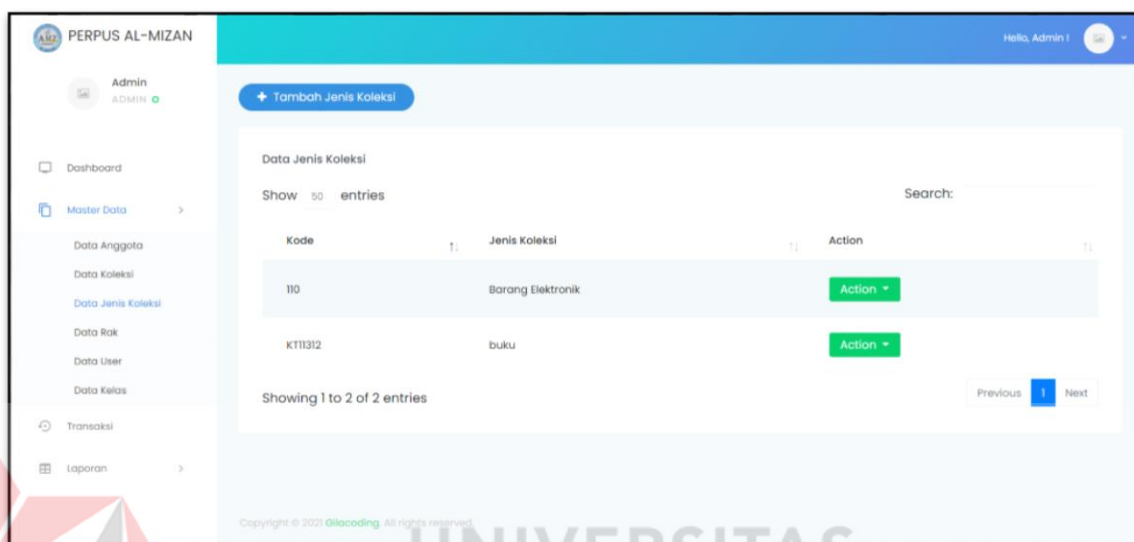 PERPUS AL-MIZAN
Hello, Admin !
Admin
ADMIN
+ Tambah Jenis Koleksi
Dashboard
Master Data
Data Anggota
Data Koleksi
Data Jenis Koleksi
Data Rak
Data User
Data Kelas
Transaksi
Laporan
Data Jenis Koleksi
Show 50 entries
Search:
Kode Jenis Koleksi Action
110 Barang Elektronik Action
KT11312 buku Action
Showing 1 to 2 of 2 entries
Previous 1 Next
Copyright © 2021 Gilacoding. All rights reserved.
UNIVERSITAS